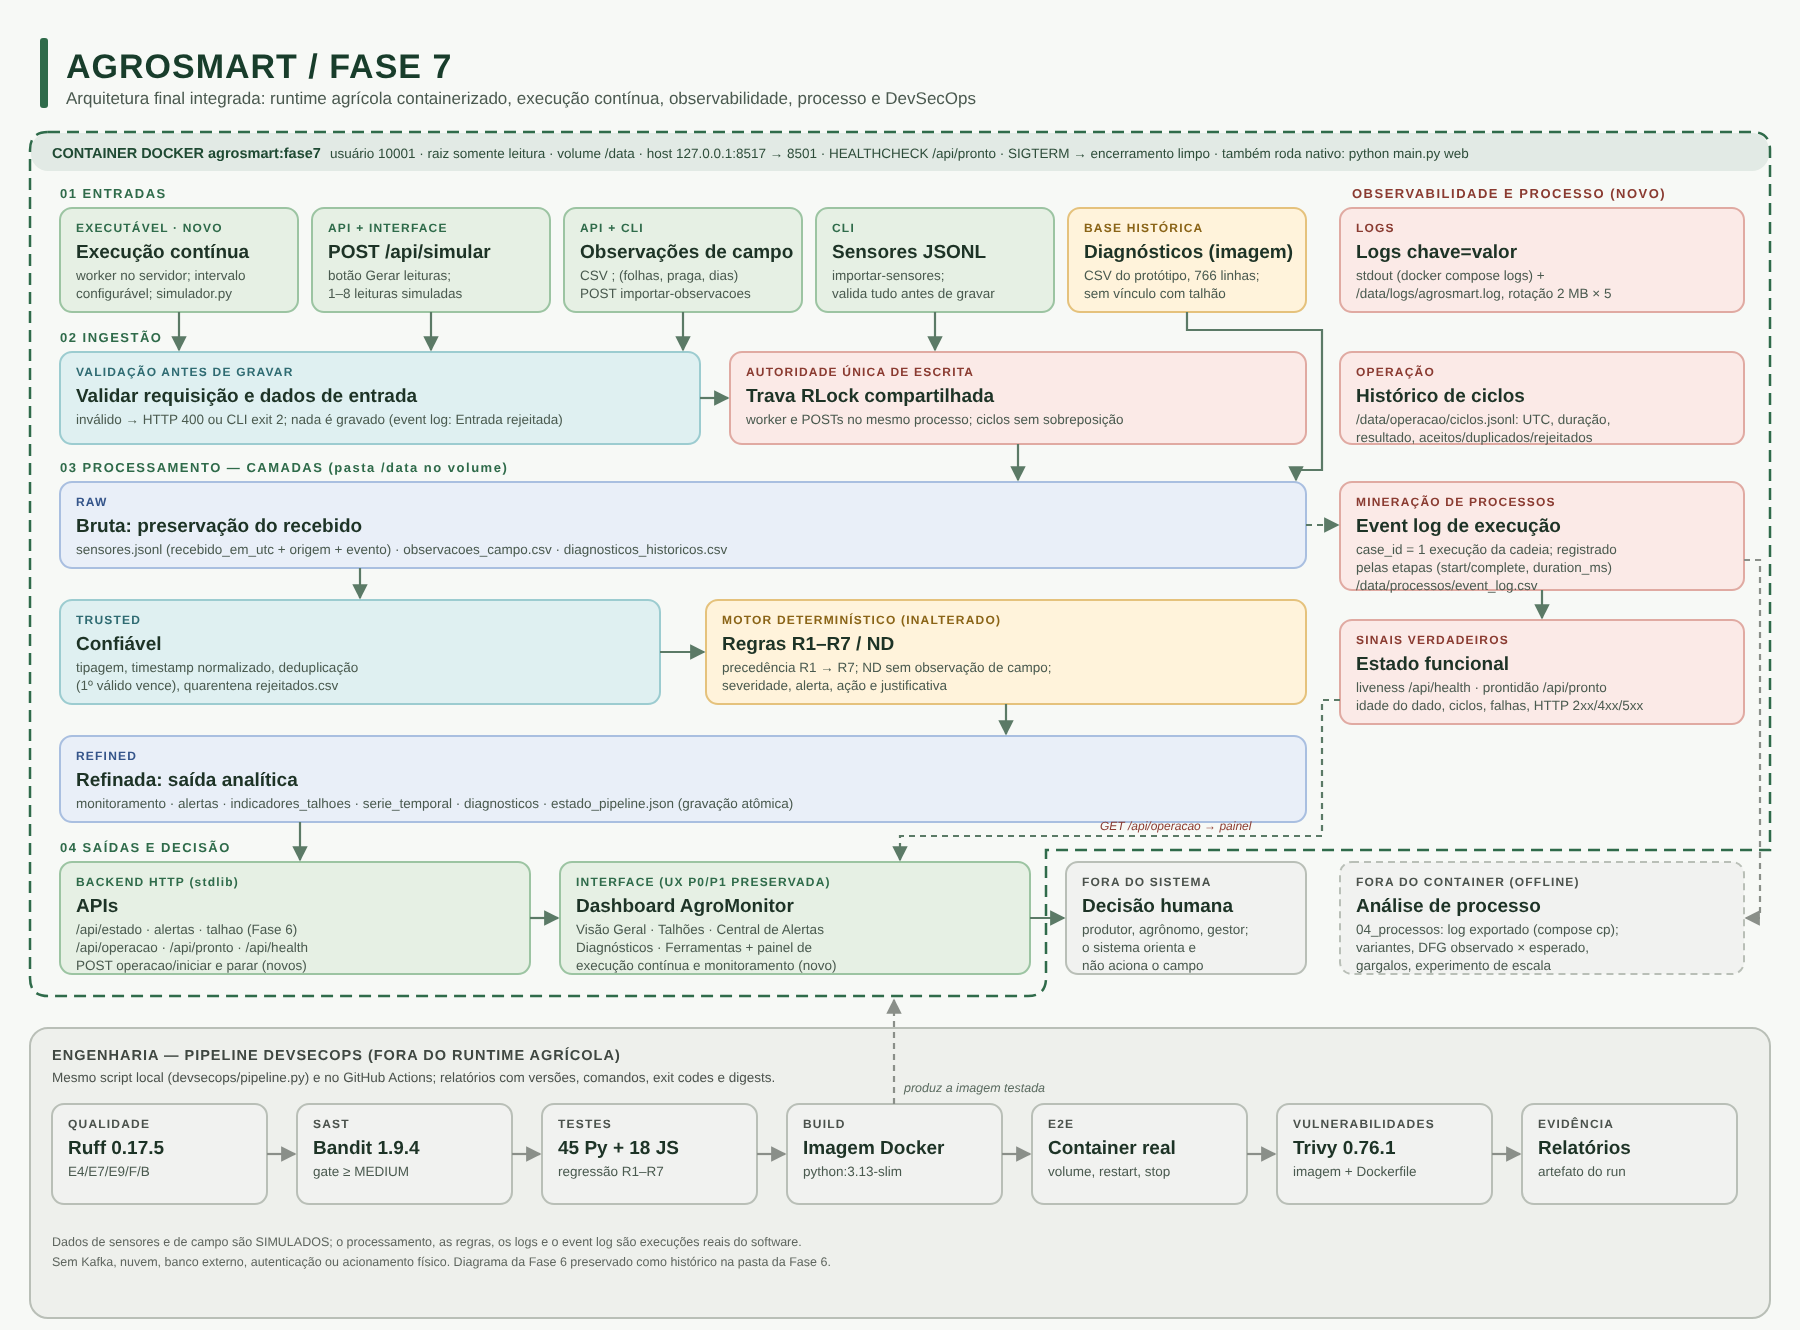 AGROSMART / FASE 7
Arquitetura final integrada: runtime agrícola containerizado, execução contínua, observabilidade, processo e DevSecOps
CONTAINER DOCKER agrosmart:fase7 usuário 10001 · raiz somente leitura · volume /data · host 127.0.0.1:8517 → 8501 · HEALTHCHECK /api/pronto · SIGTERM → encerramento limpo · também roda nativo: python main.py web
01 ENTRADAS
EXECUTÁVEL · NOVO
Execução contínua
worker no servidor; intervalo
configurável; simulador.py
API + INTERFACE
POST /api/simular
botão Gerar leituras;
1–8 leituras simuladas
API + CLI
Observações de campo
CSV ; (folhas, praga, dias)
POST importar-observacoes
CLI
Sensores JSONL
importar-sensores;
valida tudo antes de gravar
BASE HISTÓRICA
Diagnósticos (imagem)
CSV do protótipo, 766 linhas;
sem vínculo com talhão
OBSERVABILIDADE E PROCESSO (NOVO)
LOGS
Logs chave=valor
stdout (docker compose logs) +
/data/logs/agrosmart.log, rotação 2 MB × 5
02 INGESTÃO
VALIDAÇÃO ANTES DE GRAVAR
Validar requisição e dados de entrada
inválido → HTTP 400 ou CLI exit 2; nada é gravado (event log: Entrada rejeitada)
AUTORIDADE ÚNICA DE ESCRITA
Trava RLock compartilhada
worker e POSTs no mesmo processo; ciclos sem sobreposição
OPERAÇÃO
Histórico de ciclos
/data/operacao/ciclos.jsonl: UTC, duração,
resultado, aceitos/duplicados/rejeitados
03 PROCESSAMENTO — CAMADAS (pasta /data no volume)
RAW
Bruta: preservação do recebido
sensores.jsonl (recebido_em_utc + origem + evento) · observacoes_campo.csv · diagnosticos_historicos.csv
MINERAÇÃO DE PROCESSOS
Event log de execução
case_id = 1 execução da cadeia; registrado
pelas etapas (start/complete, duration_ms)
/data/processos/event_log.csv
TRUSTED
Confiável
tipagem, timestamp normalizado, deduplicação
(1º válido vence), quarentena rejeitados.csv
MOTOR DETERMINÍSTICO (INALTERADO)
Regras R1–R7 / ND
precedência R1 → R7; ND sem observação de campo;
severidade, alerta, ação e justificativa
SINAIS VERDADEIROS
Estado funcional
liveness /api/health · prontidão /api/pronto
idade do dado, ciclos, falhas, HTTP 2xx/4xx/5xx
REFINED
Refinada: saída analítica
monitoramento · alertas · indicadores_talhoes · serie_temporal · diagnosticos · estado_pipeline.json (gravação atômica)
GET /api/operacao → painel
04 SAÍDAS E DECISÃO
BACKEND HTTP (stdlib)
APIs
/api/estado · alertas · talhao (Fase 6)
/api/operacao · /api/pronto · /api/health
POST operacao/iniciar e parar (novos)
INTERFACE (UX P0/P1 PRESERVADA)
Dashboard AgroMonitor
Visão Geral · Talhões · Central de Alertas
Diagnósticos · Ferramentas + painel de
execução contínua e monitoramento (novo)
FORA DO SISTEMA
Decisão humana
produtor, agrônomo, gestor;
o sistema orienta e
não aciona o campo
FORA DO CONTAINER (OFFLINE)
Análise de processo
04_processos: log exportado (compose cp);
variantes, DFG observado × esperado,
gargalos, experimento de escala
ENGENHARIA — PIPELINE DEVSECOPS (FORA DO RUNTIME AGRÍCOLA)
Mesmo script local (devsecops/pipeline.py) e no GitHub Actions; relatórios com versões, comandos, exit codes e digests.
produz a imagem testada
QUALIDADE
Ruff 0.17.5
E4/E7/E9/F/B
SAST
Bandit 1.9.4
gate ≥ MEDIUM
TESTES
45 Py + 18 JS
regressão R1–R7
BUILD
Imagem Docker
python:3.13-slim
E2E
Container real
volume, restart, stop
VULNERABILIDADES
Trivy 0.76.1
imagem + Dockerfile
EVIDÊNCIA
Relatórios
artefato do run
Dados de sensores e de campo são SIMULADOS; o processamento, as regras, os logs e o event log são execuções reais do software.
Sem Kafka, nuvem, banco externo, autenticação ou acionamento físico. Diagrama da Fase 6 preservado como histórico na pasta da Fase 6.